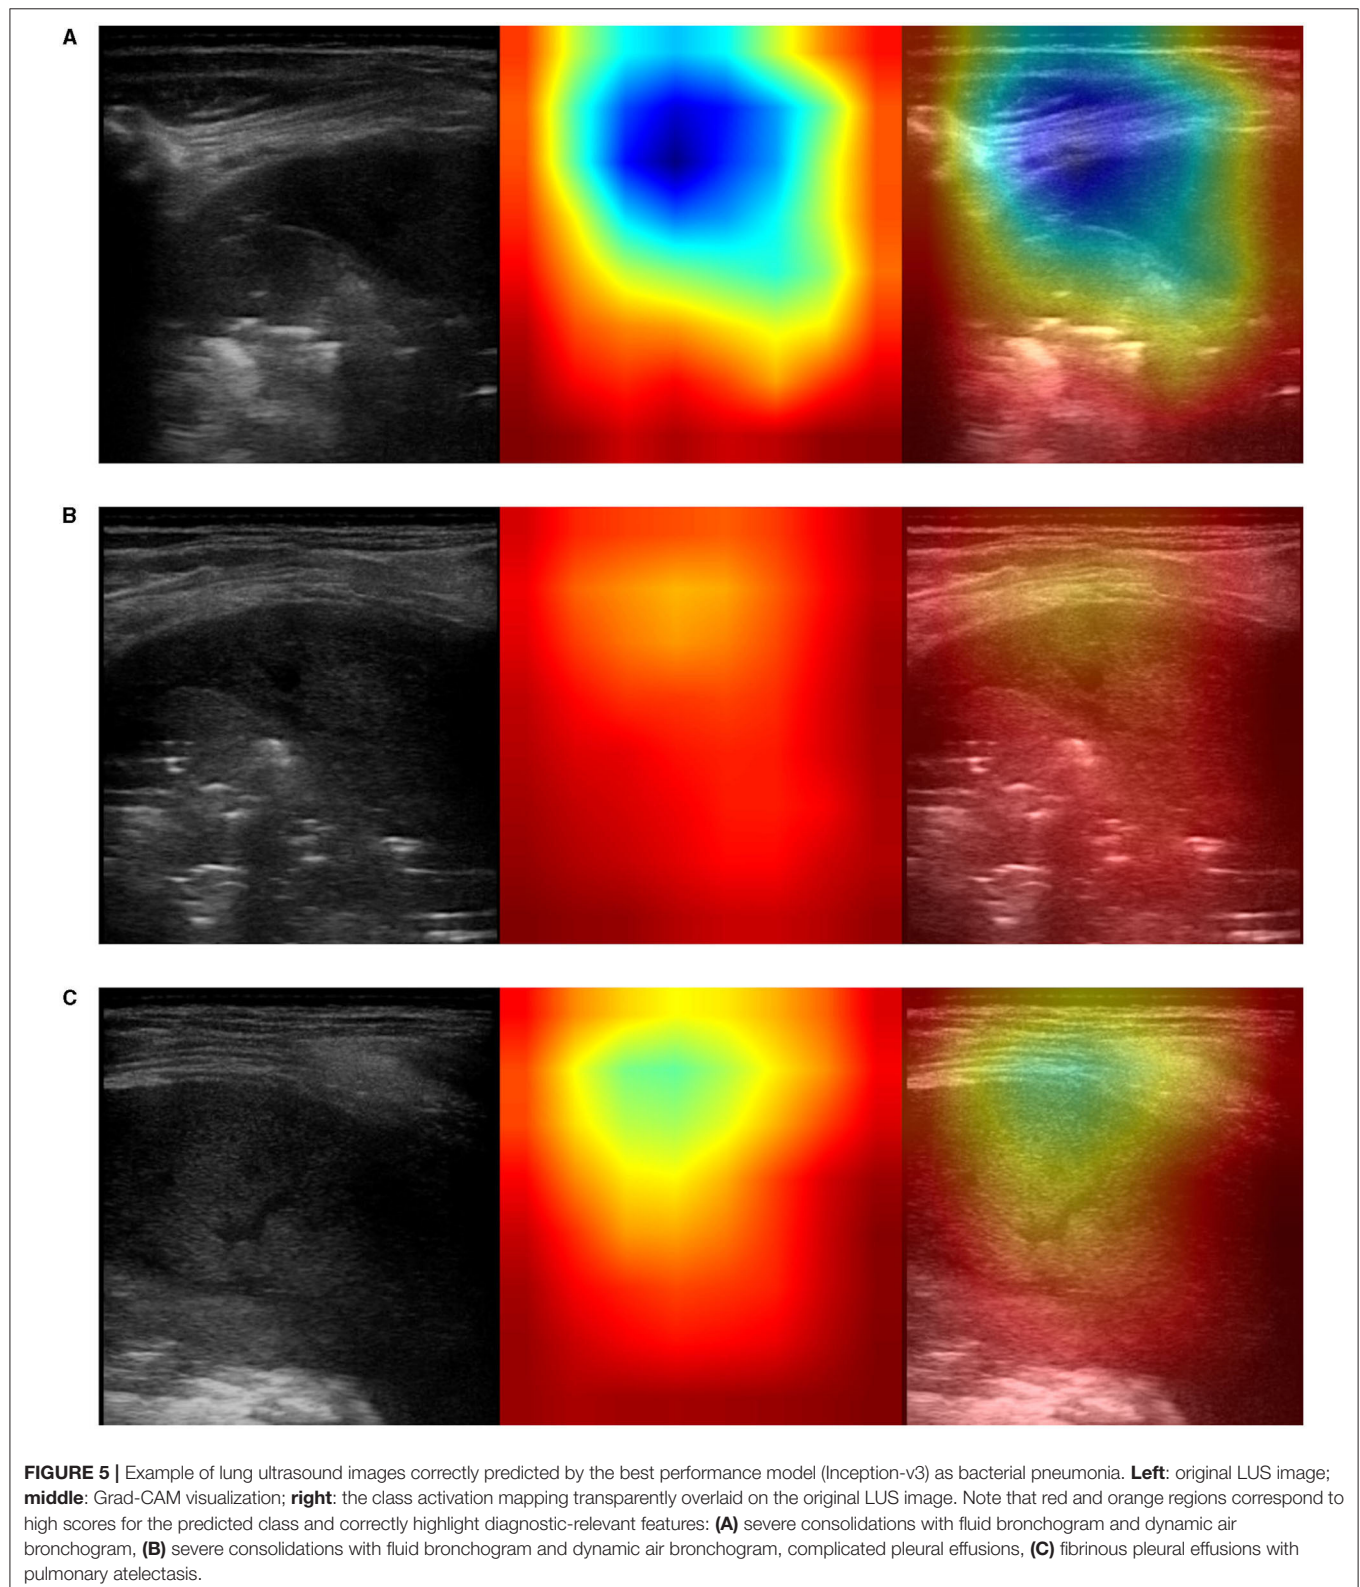 A
B
C
FIGURE 5 | Example of lung ultrasound images correctly predicted by the best performance model (Inception-v3) as bacterial pneumonia. Left: original LUS image;
middle: Grad-CAM visualization; right: the class activation mapping transparently overlaid on the original LUS image. Note that red and orange regions correspond to
high scores for the predicted class and correctly highlight diagnostic-relevant features: (A) severe consolidations with fluid bronchogram and dynamic air
bronchogram, (B) severe consolidations with fluid bronchogram and dynamic air bronchogram, complicated pleural effusions, (C) fibrinous pleural effusions with
pulmonary atelectasis.